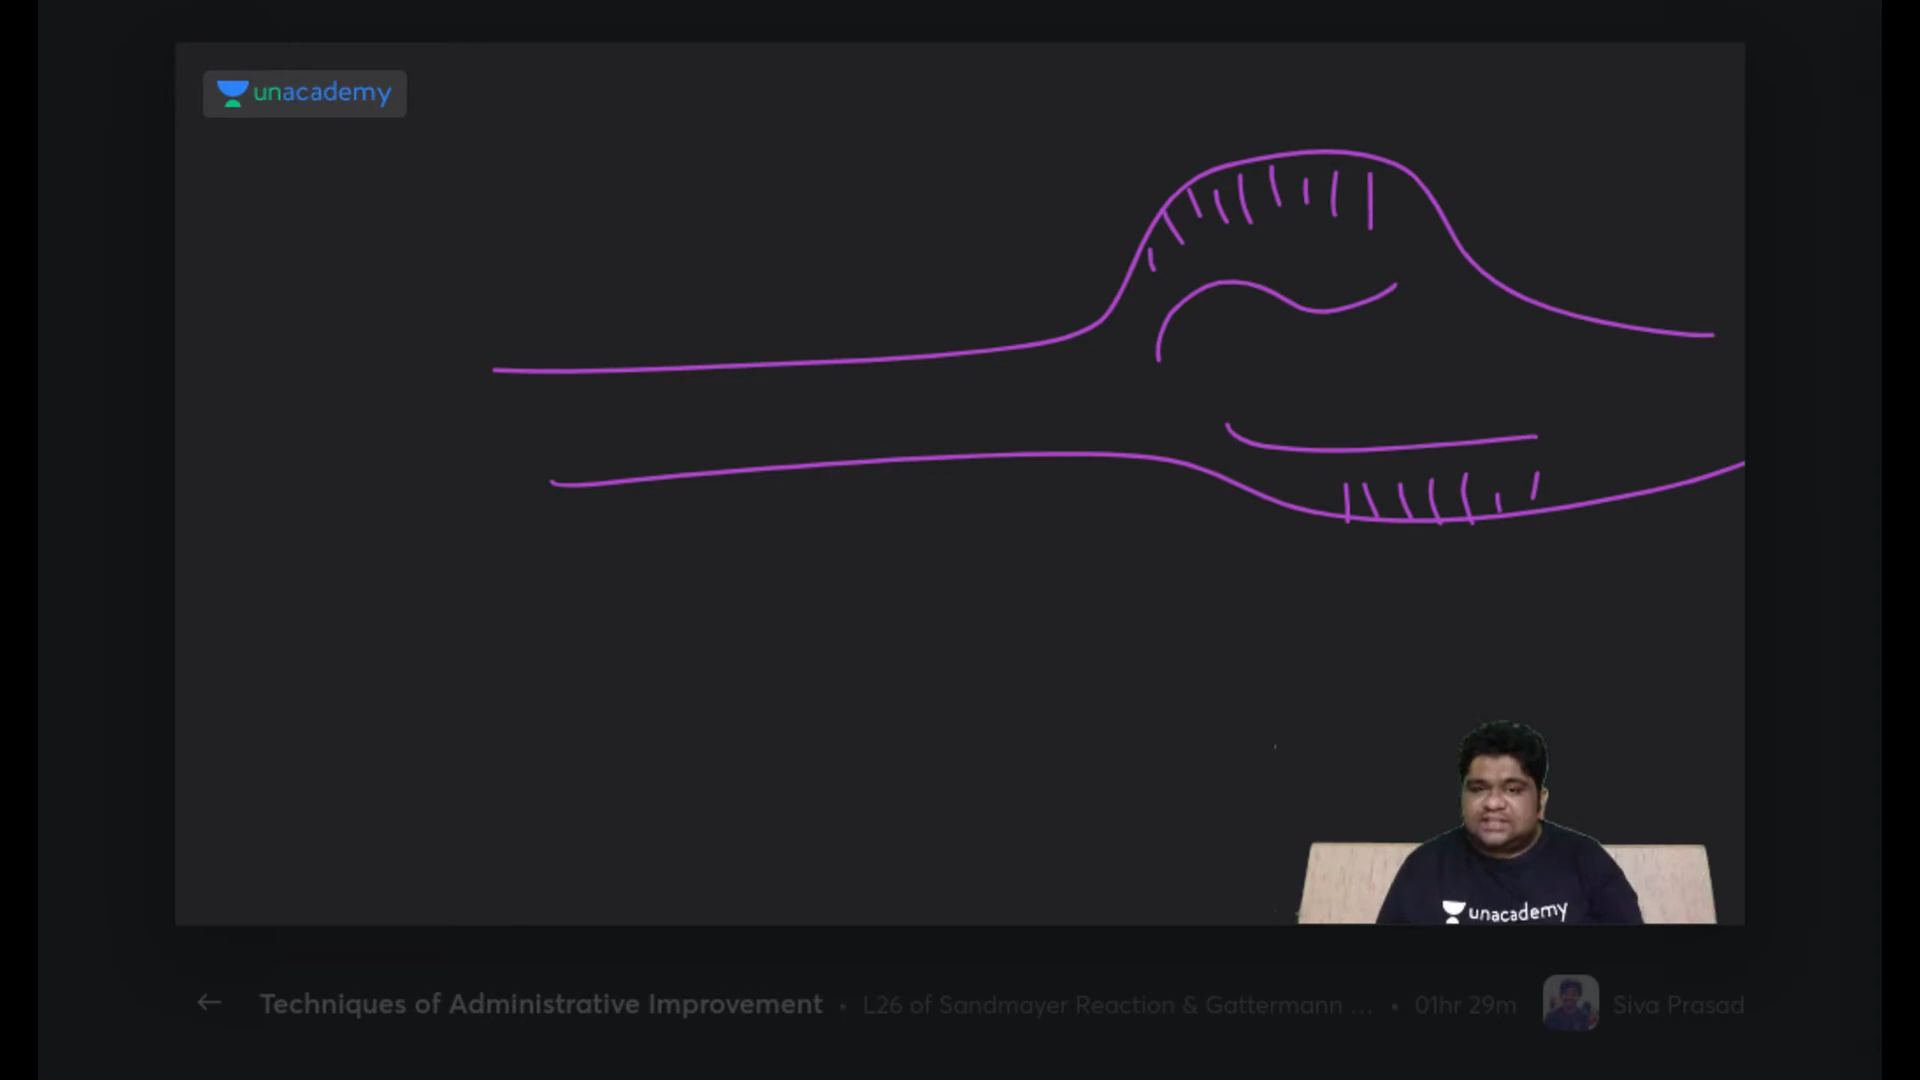 unacademy
unacademy
Techniques of Administrative Improvement • L26 of Sandmayer Reaction & Gattermann ... • 01hr 29m Siva Prasad